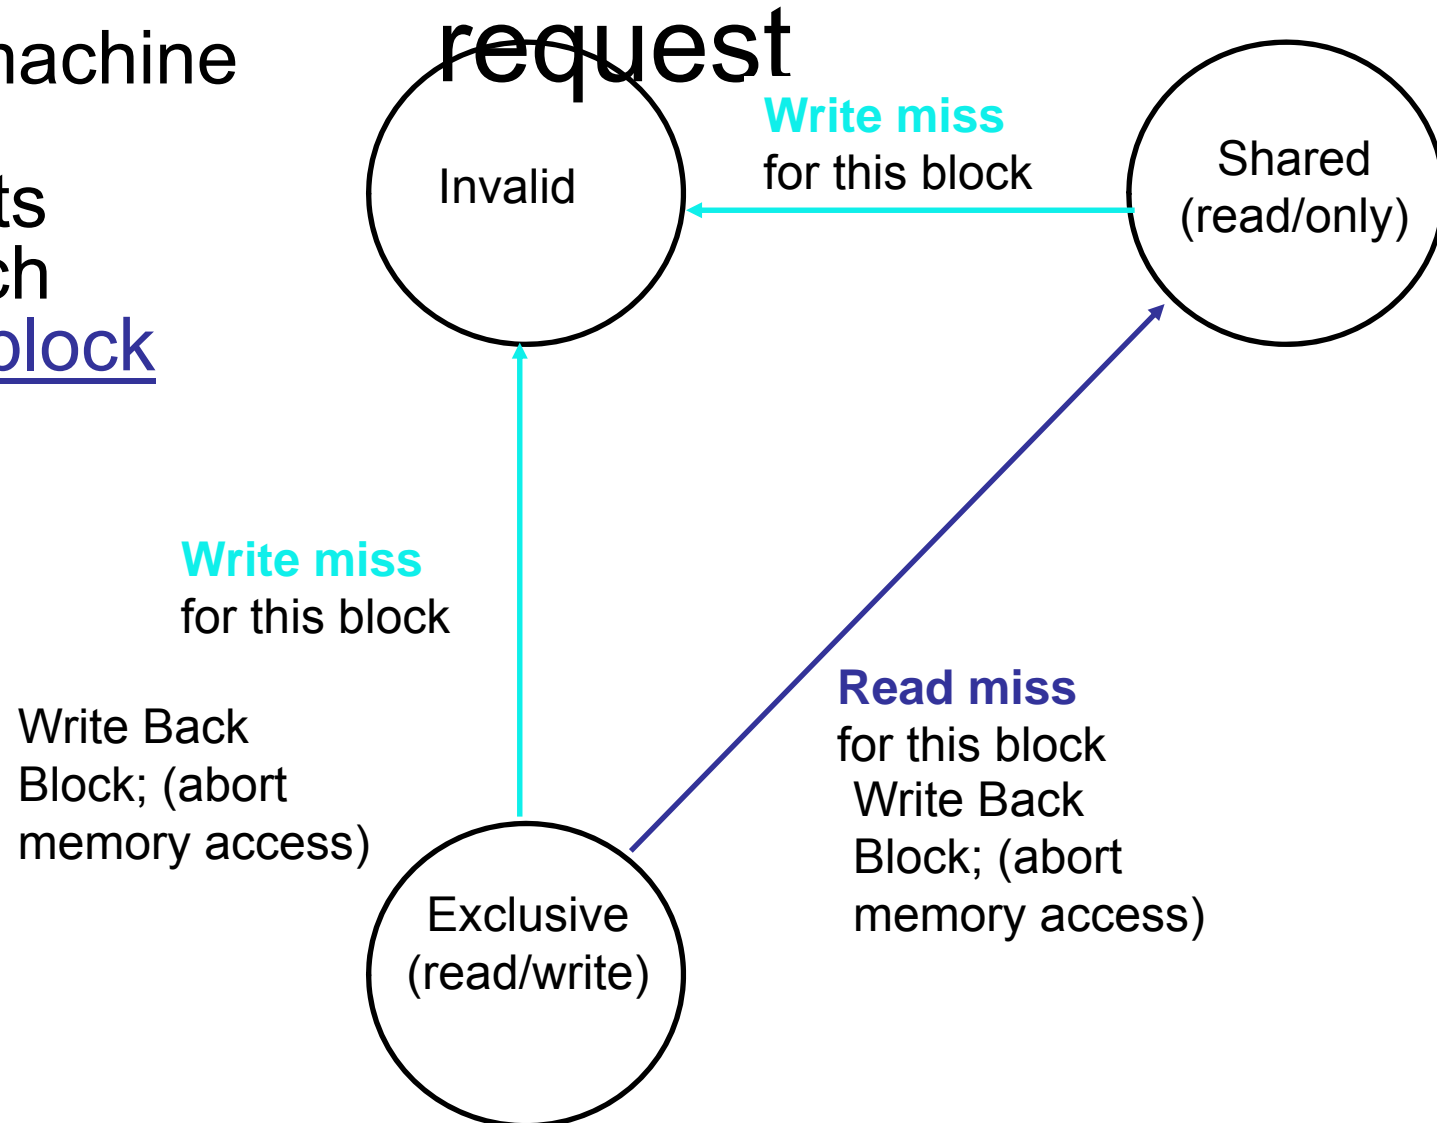 request
machine
ts
ch
block
Invalid
Write miss
for this block
Shared
(read/only)
Write miss
for this block
Write Back
Block; (abort
memory access)
Read miss
for this block
Write Back
Block; (abort
memory access)
Exclusive
(read/write)